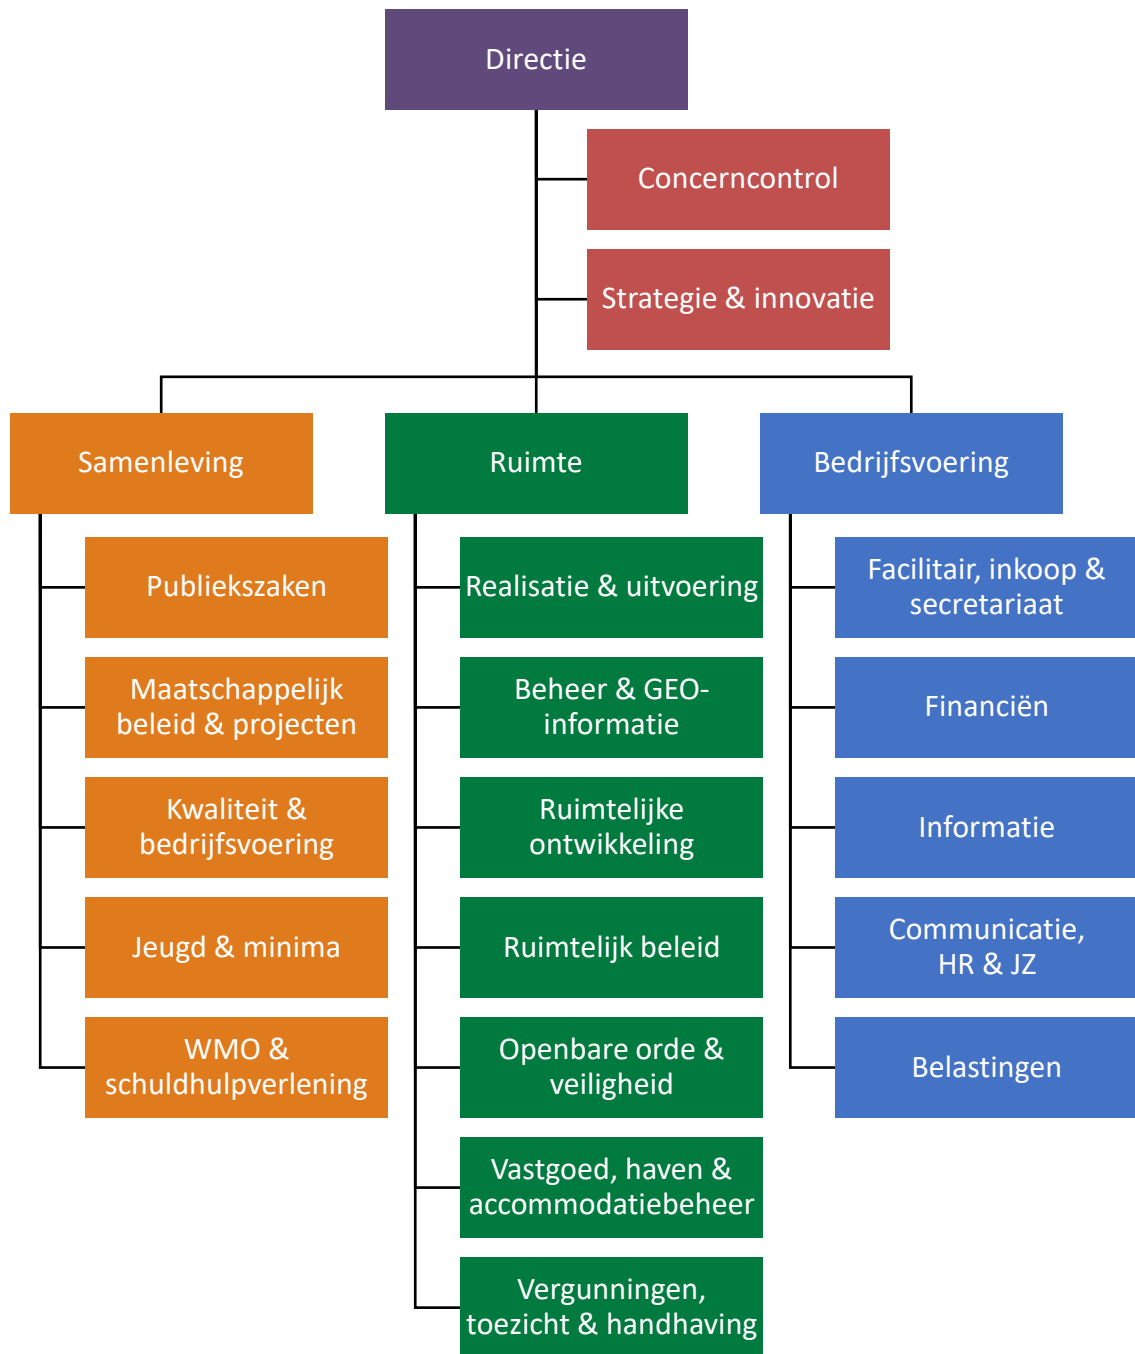 Directie
Concerncontrol
Strategie & innovatie
Samenleving
Publiekszaken
Maatschappelijk
beleid & projecten
Kwaliteit &
bedrijfsvoering
Jeugd & minima
WMO &
schuldhulpverlening
Ruimte
Realisatie & uitvoering
Beheer & GEO-
informatie
Ruimtelijke
ontwikkeling
Ruimtelijk beleid
Openbare orde &
veiligheid
Vastgoed, haven &
accommodatiebeheer
Vergunningen,
toezicht & handhaving
Bedrijfsvoering
Facilitair, inkoop &
secretariaat
Financiën
Informatie
Communicatie,
HR & JZ
Belastingen